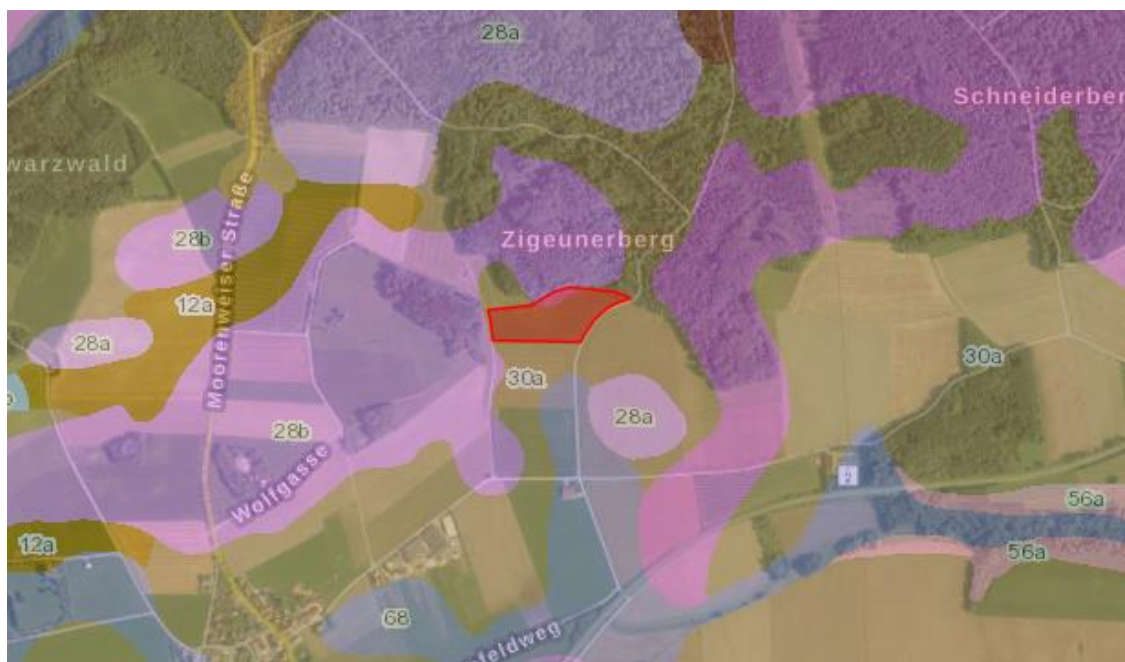 28a
Schneiderber
warzwald
28b
Zigeunerberg
12a
Moorenweiser Straße
28a
30a
30a
28a
28b
Wolfgasse
56a
12a
56a
68
feldweg